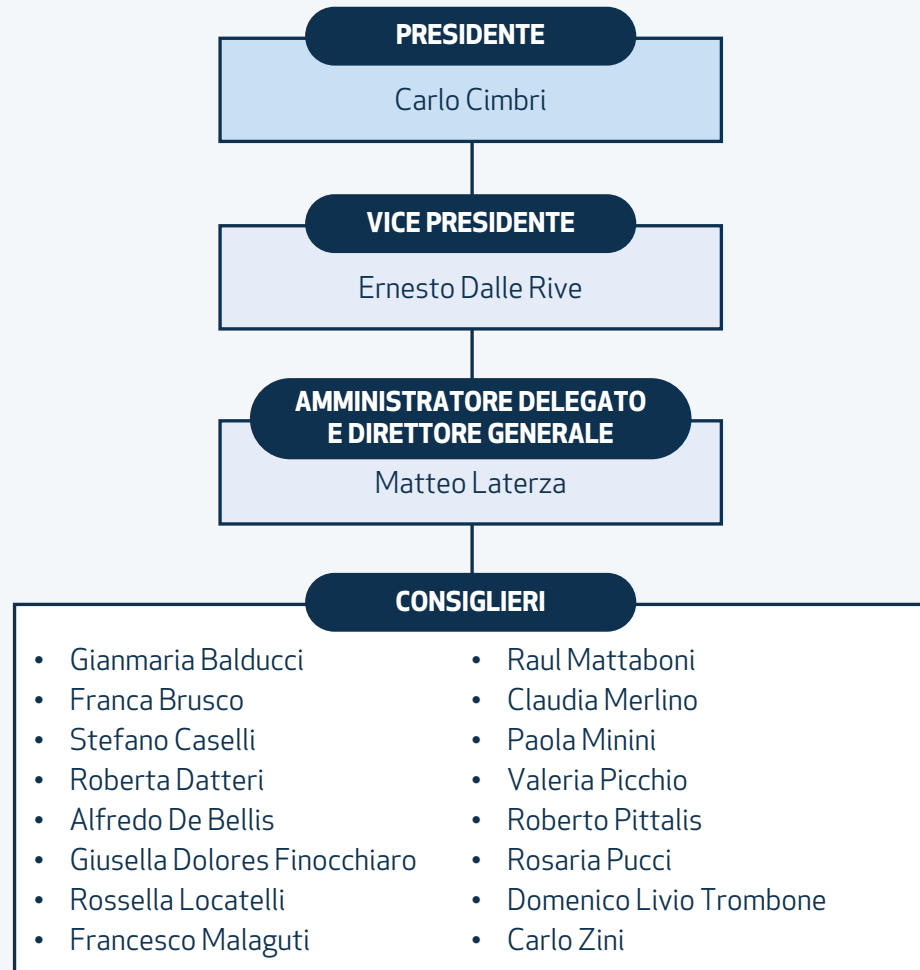 PRESIDENTE
Carlo Cimbri
VICE PRESIDENTE
Ernesto Dalle Rive
AMMINISTRATORE DELEGATO
E DIRETTORE GENERALE
Matteo Laterza
CONSIGLIERI
• Gianmaria Balducci
• Franca Brusco
• Stefano Caselli
• Roberta Datteri
• Alfredo De Bellis
• Giusella Dolores Finocchiaro
• Rossella Locatelli
• Francesco Malaguti
• Raul Mattaboni
• Claudia Merlino
• Paola Minini
• Valeria Picchio
• Roberto Pittalis
• Rosaria Pucci
• Domenico Livio Trombone
• Carlo Zini